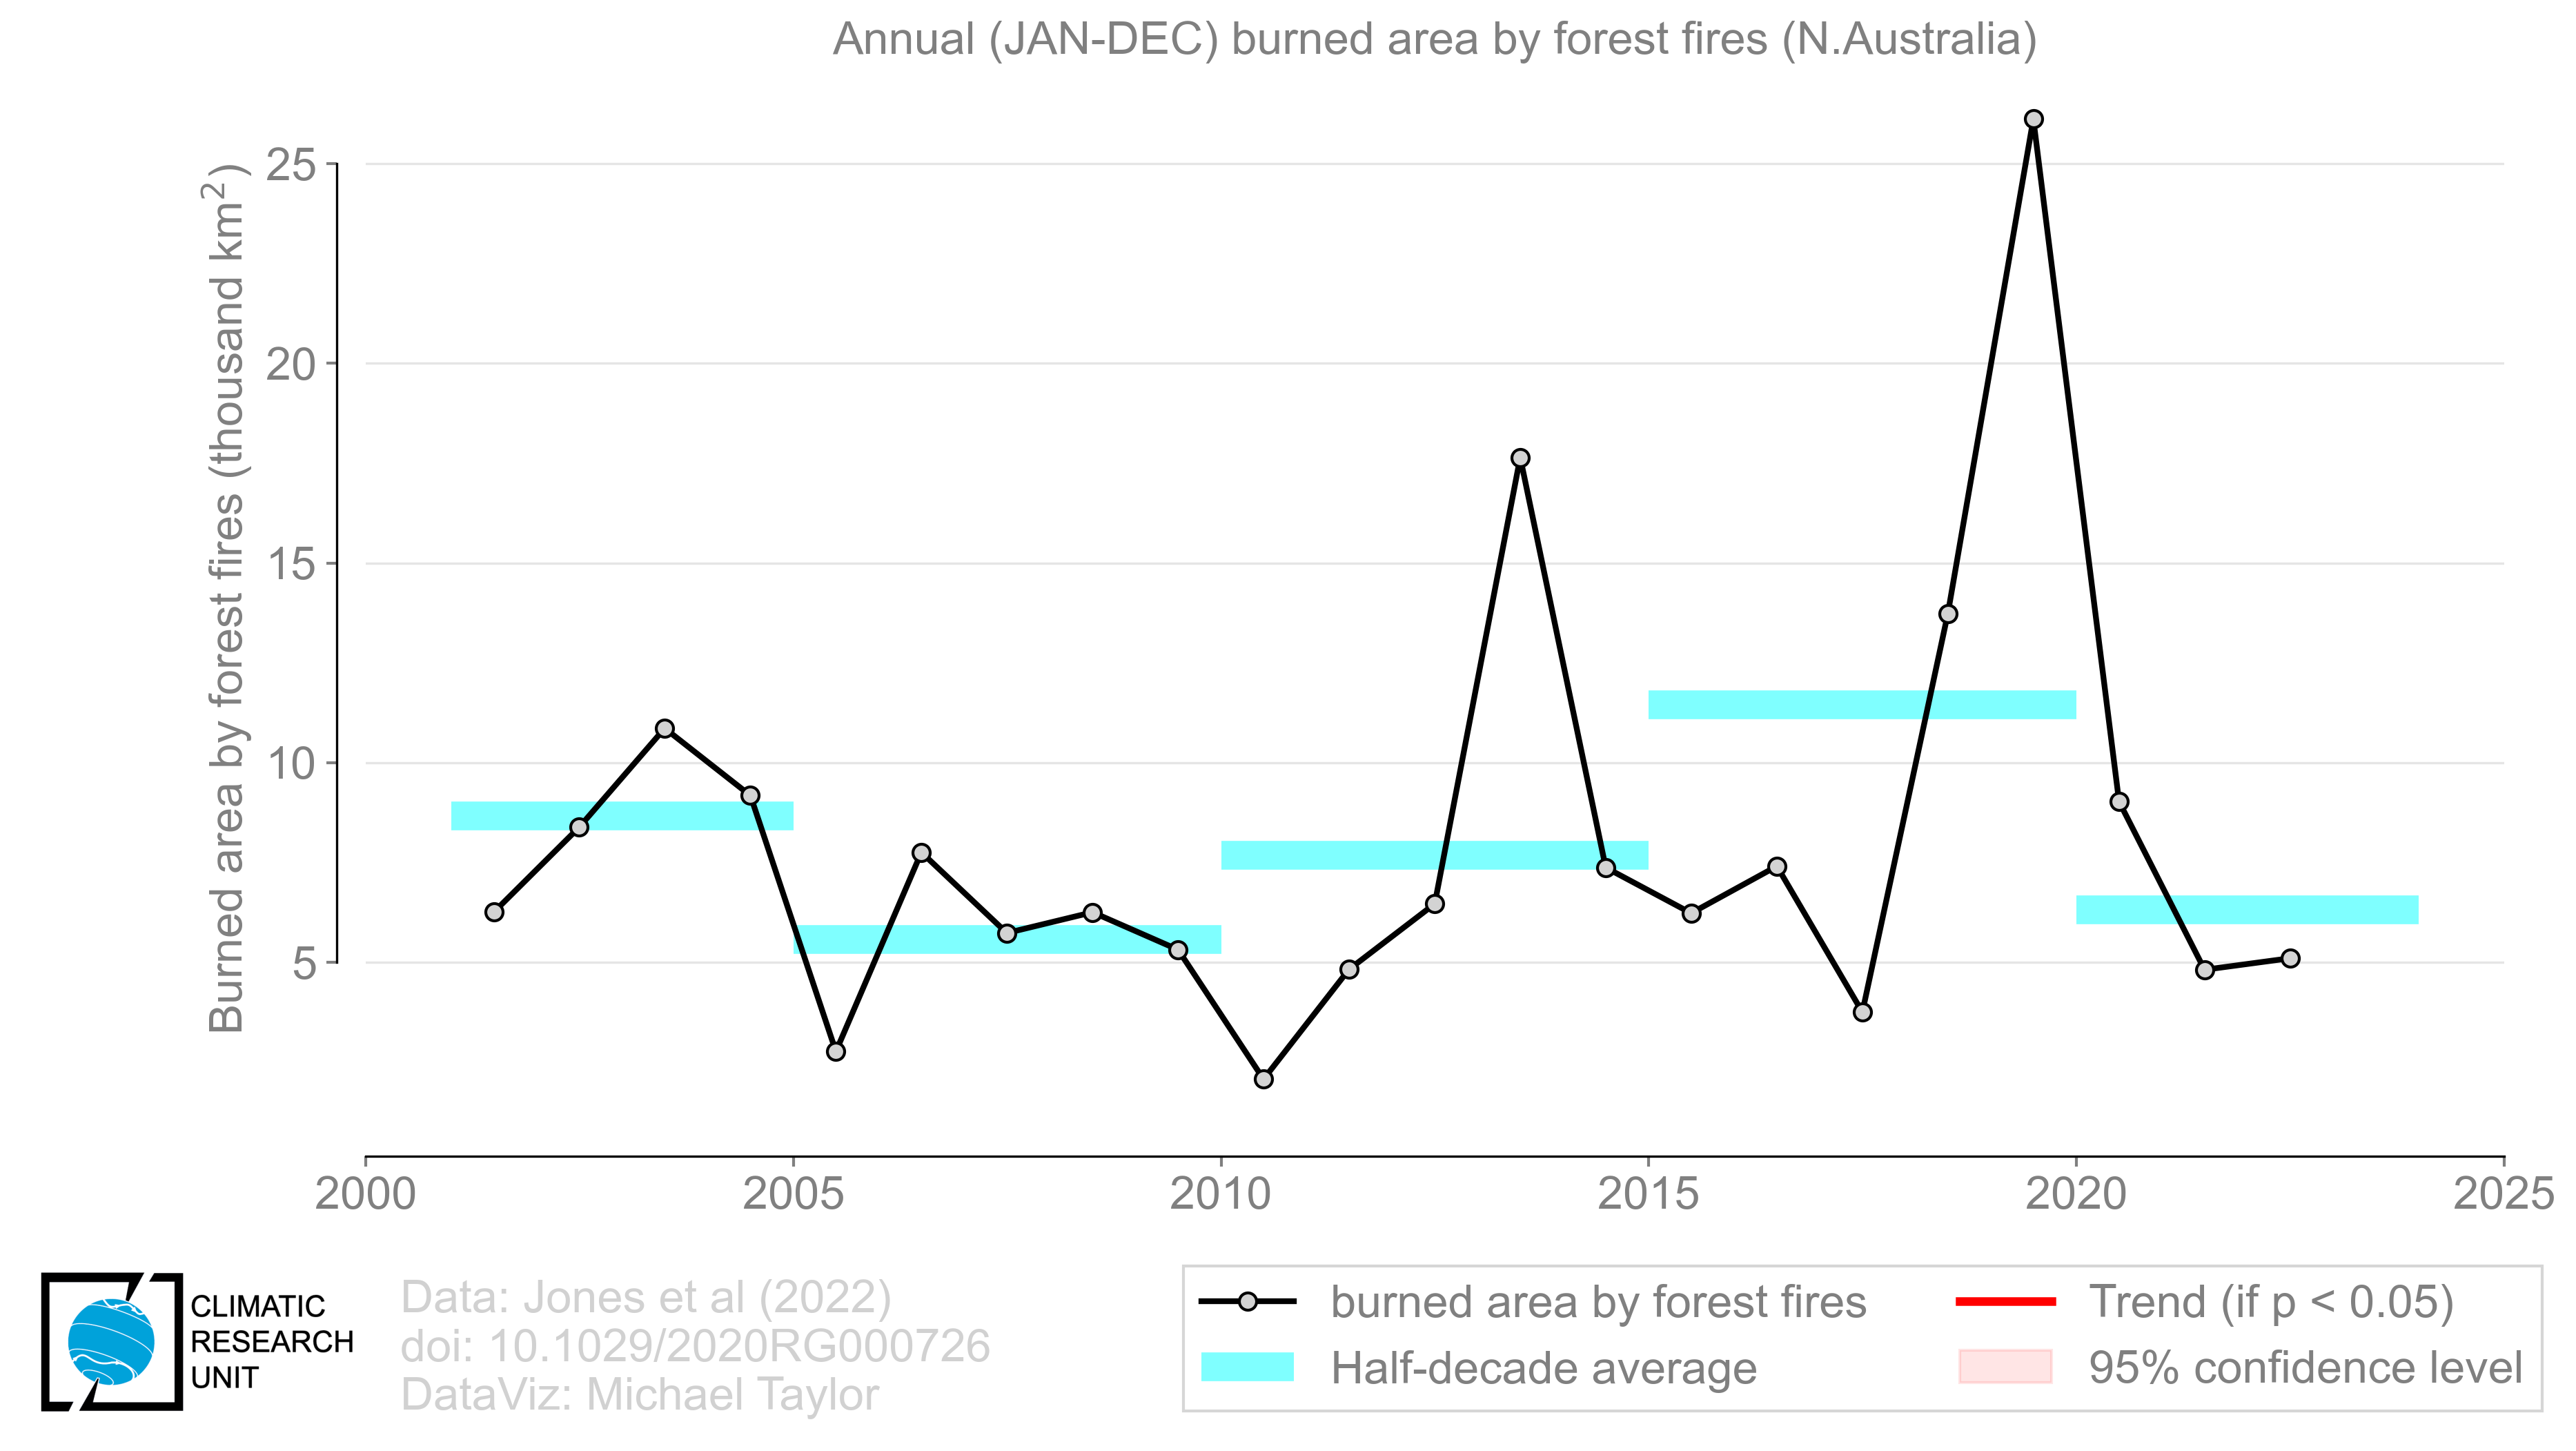 Annual (JAN-DEC) burned area by forest fires (N.Australia)
Burned area by forest fires (thousand km²)
25
20
15
10
5
2000
2005
2010
2015
2020
2025
CLIMATIC
RESEARCH
UNIT
Data: Jones et al (2022)
doi: 10.1029/2020RG000726
DataViz: Michael Taylor
burned area by forest fires
Half-decade average
Trend (if p < 0.05)
95% confidence level